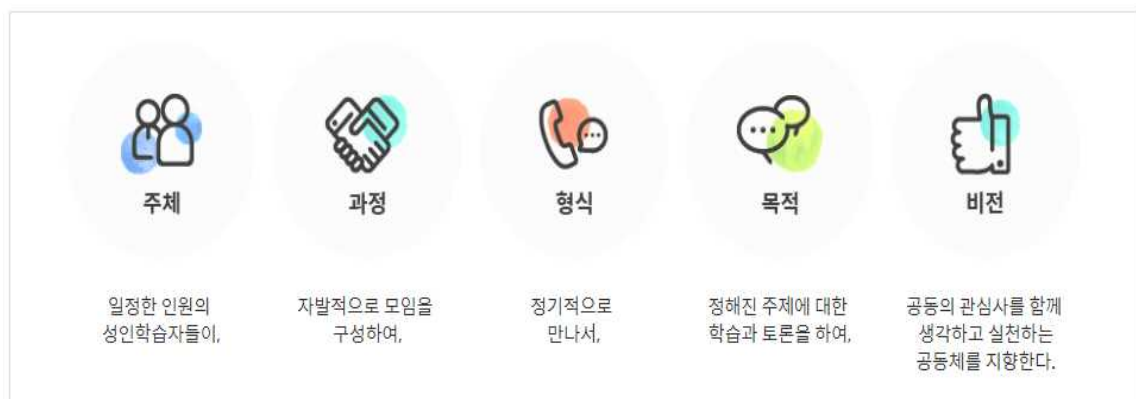 주체
과정
형식
목적
비전
일정한 인원의
성인학습자들이,
자발적으로 모임을
구성하여,
정기적으로
만나서,
정해진 주제에 대한
학습과 토론을 하여,
공동의 관심사를 함께
생각하고 실천하는
공동체를 지향한다.